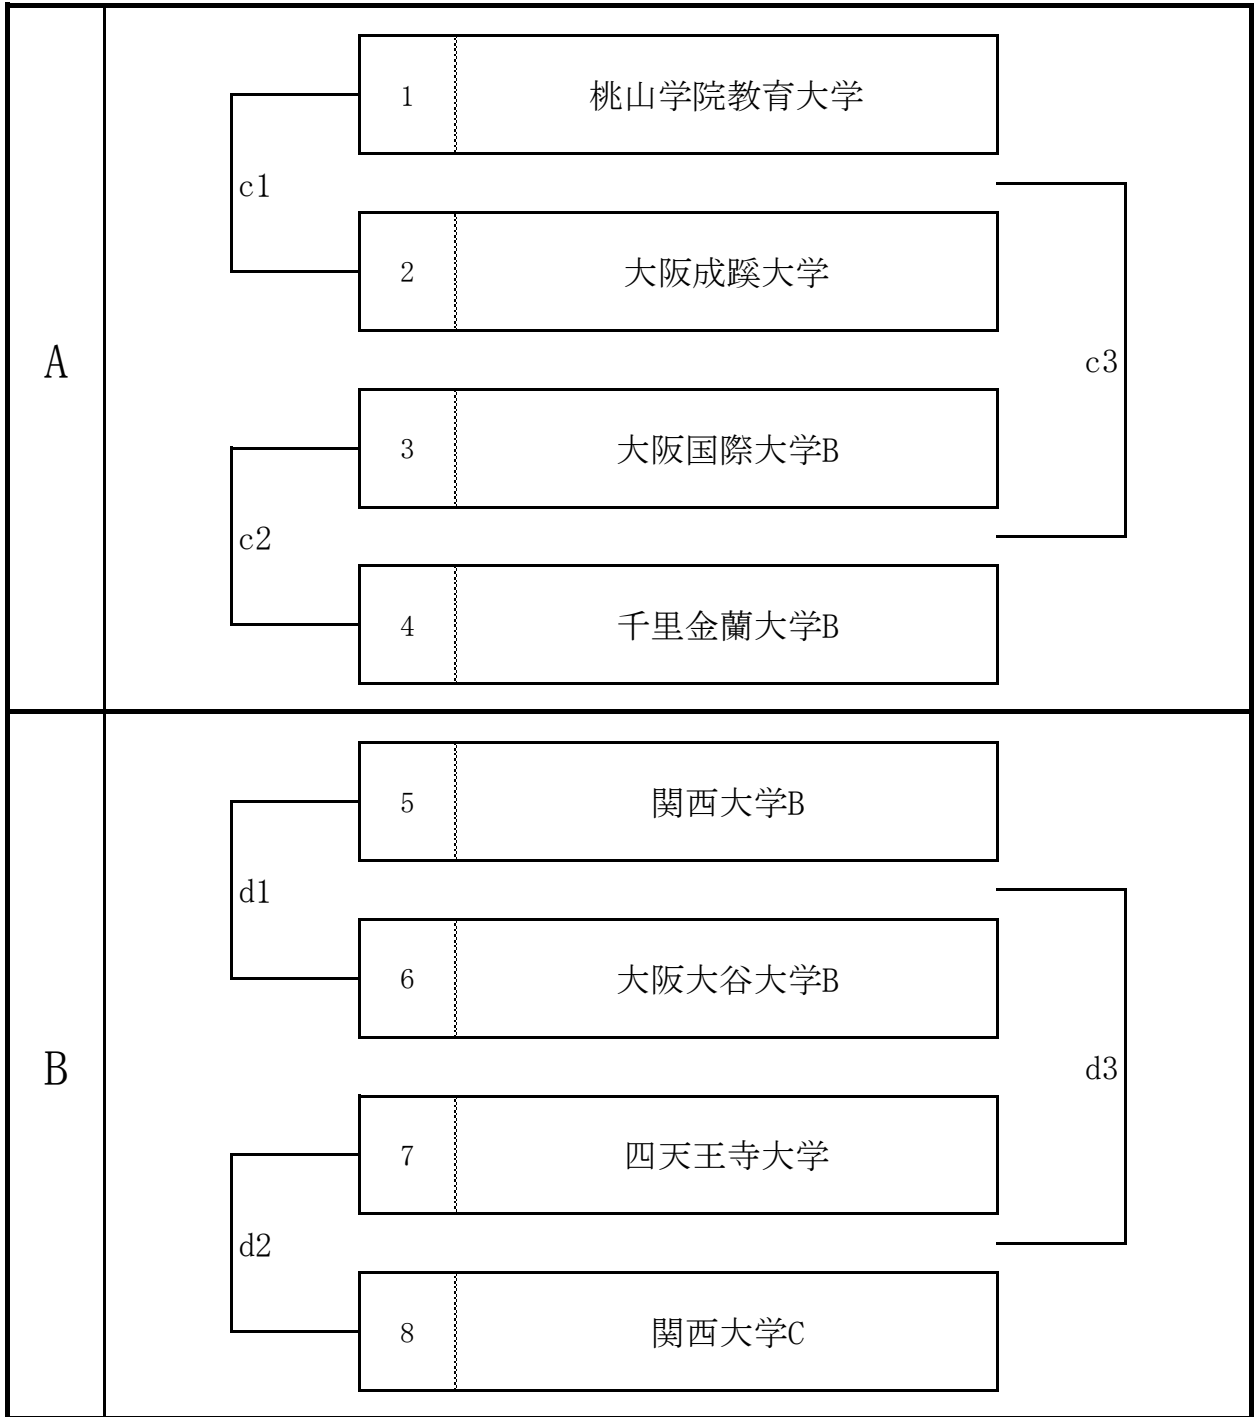 A
1 桃山学院教育大学
c1
2 大阪成蹊大学
c3
3 大阪国際大学B
c2
4 千里金蘭大学B
B
5 関西大学B
d1
6 大阪大谷大学B
d3
7 四天王寺大学
d2
8 関西大学C